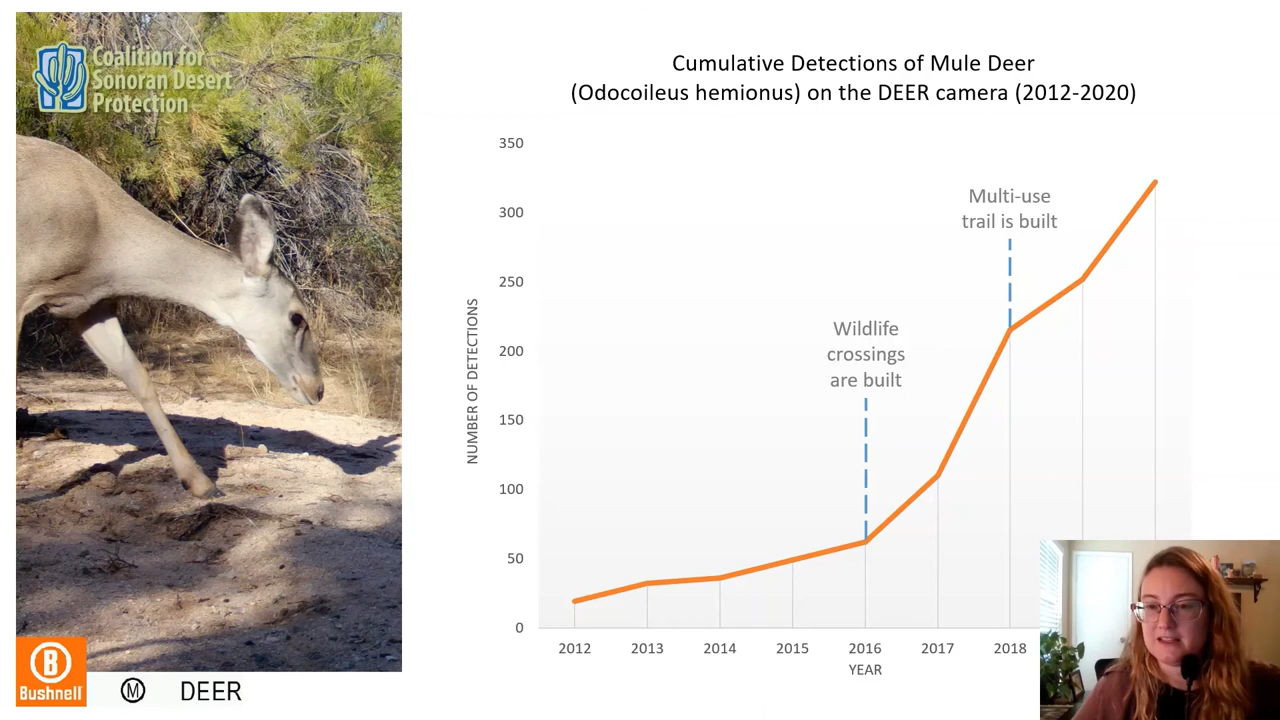 Coalition for
Sonoran Desert
Protection
Bushnell
M
DEER
Cumulative Detections of Mule Deer
(Odocoileus hemionus) on the DEER camera (2012-2020)
350
300
250
200
150
100
50
0
NUMBER OF DETECTIONS
Multi-use
trail is built
Wildlife
crossings
are built
2012 2013 2014 2015 2016 2017 2018
YEAR